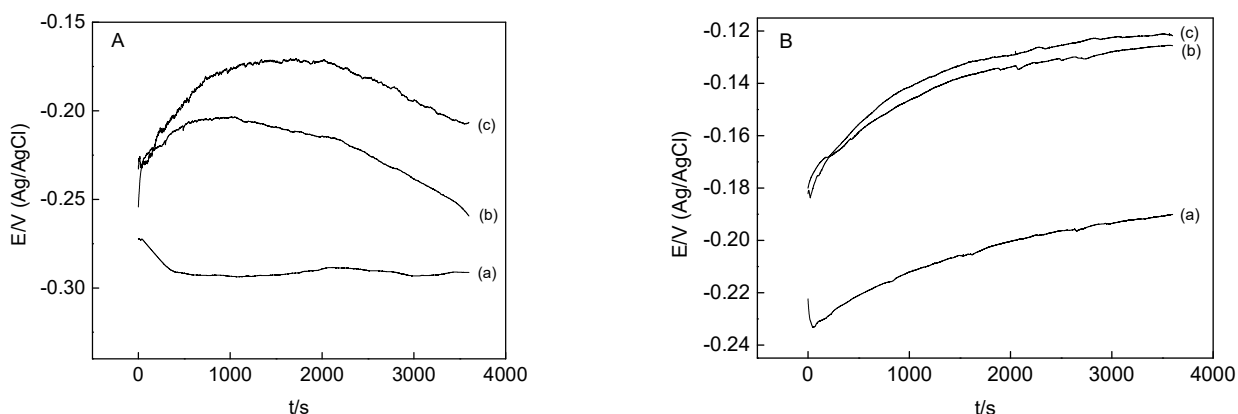 A
E/V (Ag/AgCl)
-0.15
-0.20
-0.25
-0.30
(c)
(b)
(a)
0
1000
2000
3000
4000
t/s
B
E/V (Ag/AgCl)
-0.12
-0.14
-0.16
-0.18
-0.20
-0.22
-0.24
(c)
(b)
(a)
0
1000
2000
3000
4000
t/s